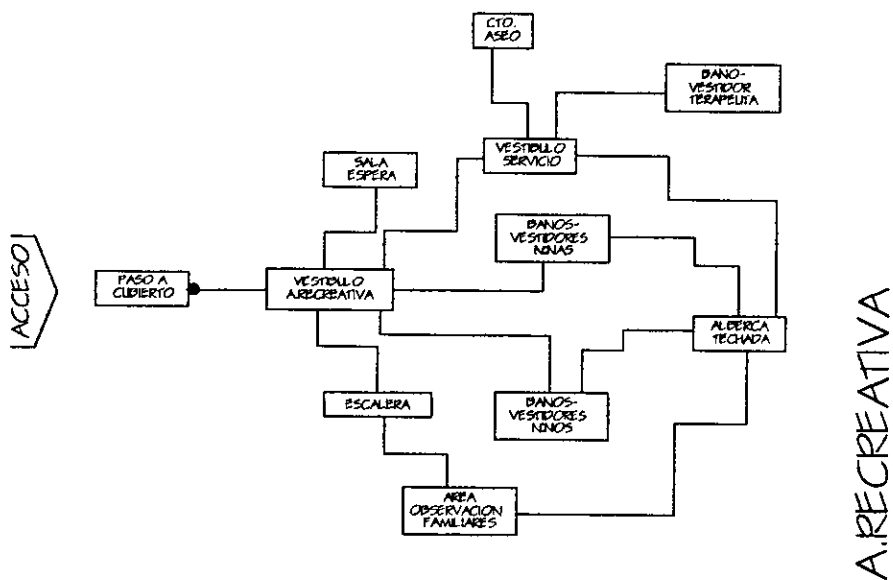 CTO.
ASEO
BANO-
VESTIDOR
TERAPEUTA
VESTIBULO
SERVICIO
SALA
ESPERA
BANOS-
VESTIDORES
NINAS
ACCESO
PASO A
CUBIERTO
VESTIBULO
A.RECREATIVA
ALBERCA
TECHADA
ESCALERA
BANOS-
VESTIDORES
NINOS
AREA
OBSERVACION
FAMILIARES
A.RECREATIVA